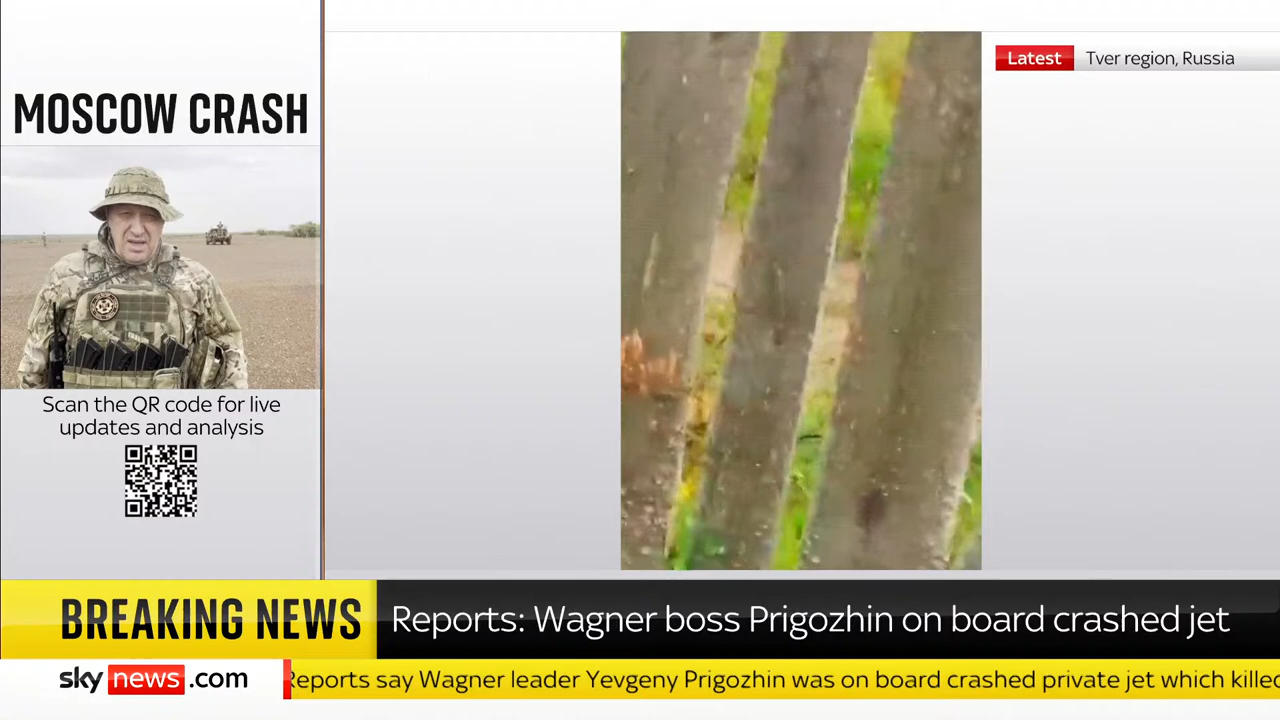 MOSCOW CRASH
Scan the QR code for live
updates and analysis
Latest Tver region, Russia
BREAKING NEWS
Reports: Wagner boss Prigozhin on board crashed jet
sky news .com
Reports say Wagner leader Yevgeny Prigozhin was on board crashed private jet which killed